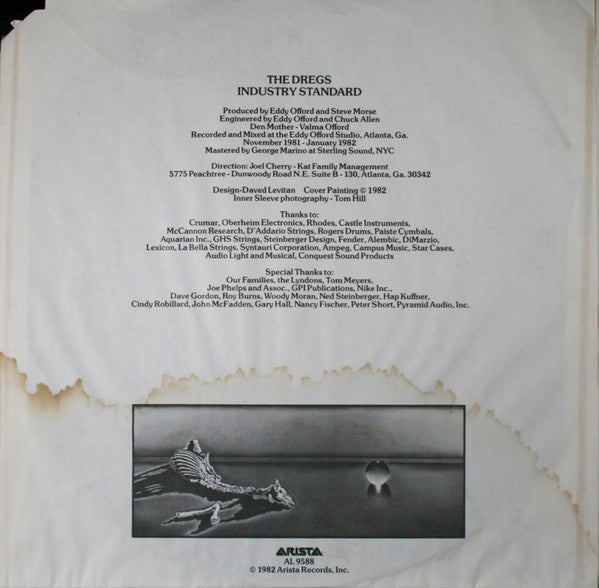 THE DREGS
INDUSTRY STANDARD
Produced by Eddy Offord and Steve Morse
Engineered by Eddy Offord and Chuck Allen
Den Mother - Valma Offord
Recorded and Mixed at the Eddy Offord Studio, Atlanta, Ga.
November 1981 - January 1982
Mastered by George Marino at Sterling Sound, NYC
Direction: Joel Cherry - Kat Family Management
5775 Peachtree - Dunwoody Road N.E. Suite B - 130, Atlanta, Ga. 30342
Design-Daved Levitan Cover Painting © 1982
Inner Sleeve photography - Tom Hill
Thanks to:
Crumar, Oberheim Electronics, Rhodes, Castle Instruments,
McCannon Research, D'Addario Strings, Rogers Drums, Paiste Cymbals,
Aquarian Inc., GHS Strings, Steinberger Design, Fender, Alembic, DiMarzio,
Lexicon, La Bella Strings, Syntauri Corporation, Ampeg, Campus Music, Star Cases,
Audio Light and Musical, Conquest Sound Products
Special Thanks to:
Our Families, the Lyndons, Tom Meyers,
Joe Phelps and Assoc., GPI Publications, Nike Inc.,
Dave Gordon, Roy Burns, Woody Moran, Ned Steinberger, Hap Kuffner,
Cindy Robillard, John McFadden, Gary Hall, Nancy Fischer, Peter Short, Pyramid Audio, Inc.
ARISTA
AL 9588
© 1982 Arista Records, Inc.